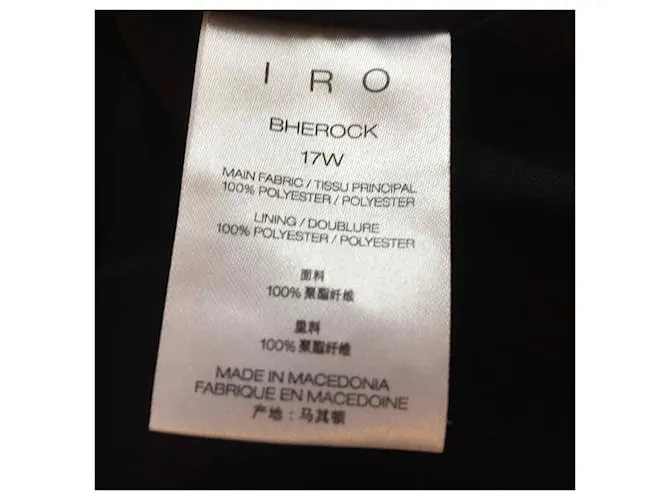 IRO
BHEROCK
17W
MAIN FABRIC / TISSU PRINCIPAL
100% POLYESTER / POLYESTER
LINING / DOUBLURE
100% POLYESTER / POLYESTER
面料
100% 聚酯纤维
里料
100% 聚酯纤维
MADE IN MACEDONIA
FABRIQUE EN MACEDOINE
产地：马其顿